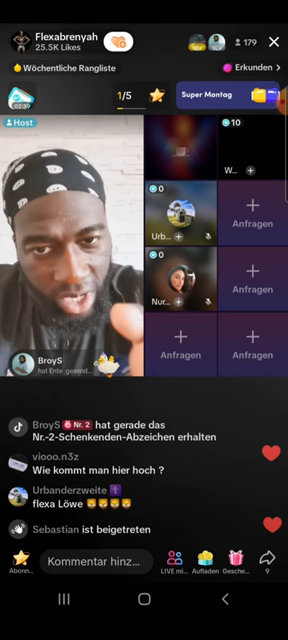 Flexabrenyah
25.5K Likes
179
Wöchentliche Rangliste
Erkunden >
02:59
1/5
Super Montag
Host
10
W...
0
Urb...
Anfragen
0
Nur...
Anfragen
Anfragen
Anfragen
BroyS
hat Ente gesend...
BroyS Nr. 2 hat gerade das
Nr.-2-Schenkenden-Abzeichen erhalten
viooo.n3z
Wie kommt man hier hoch ?
Urbanderzweite
flexa Löwe 🦁🦁🦁🦁
Sebastian ist beigetreten
Kommentar hinz...
Abonn...
LIVE mi...
Aufladen
Gesche...
9